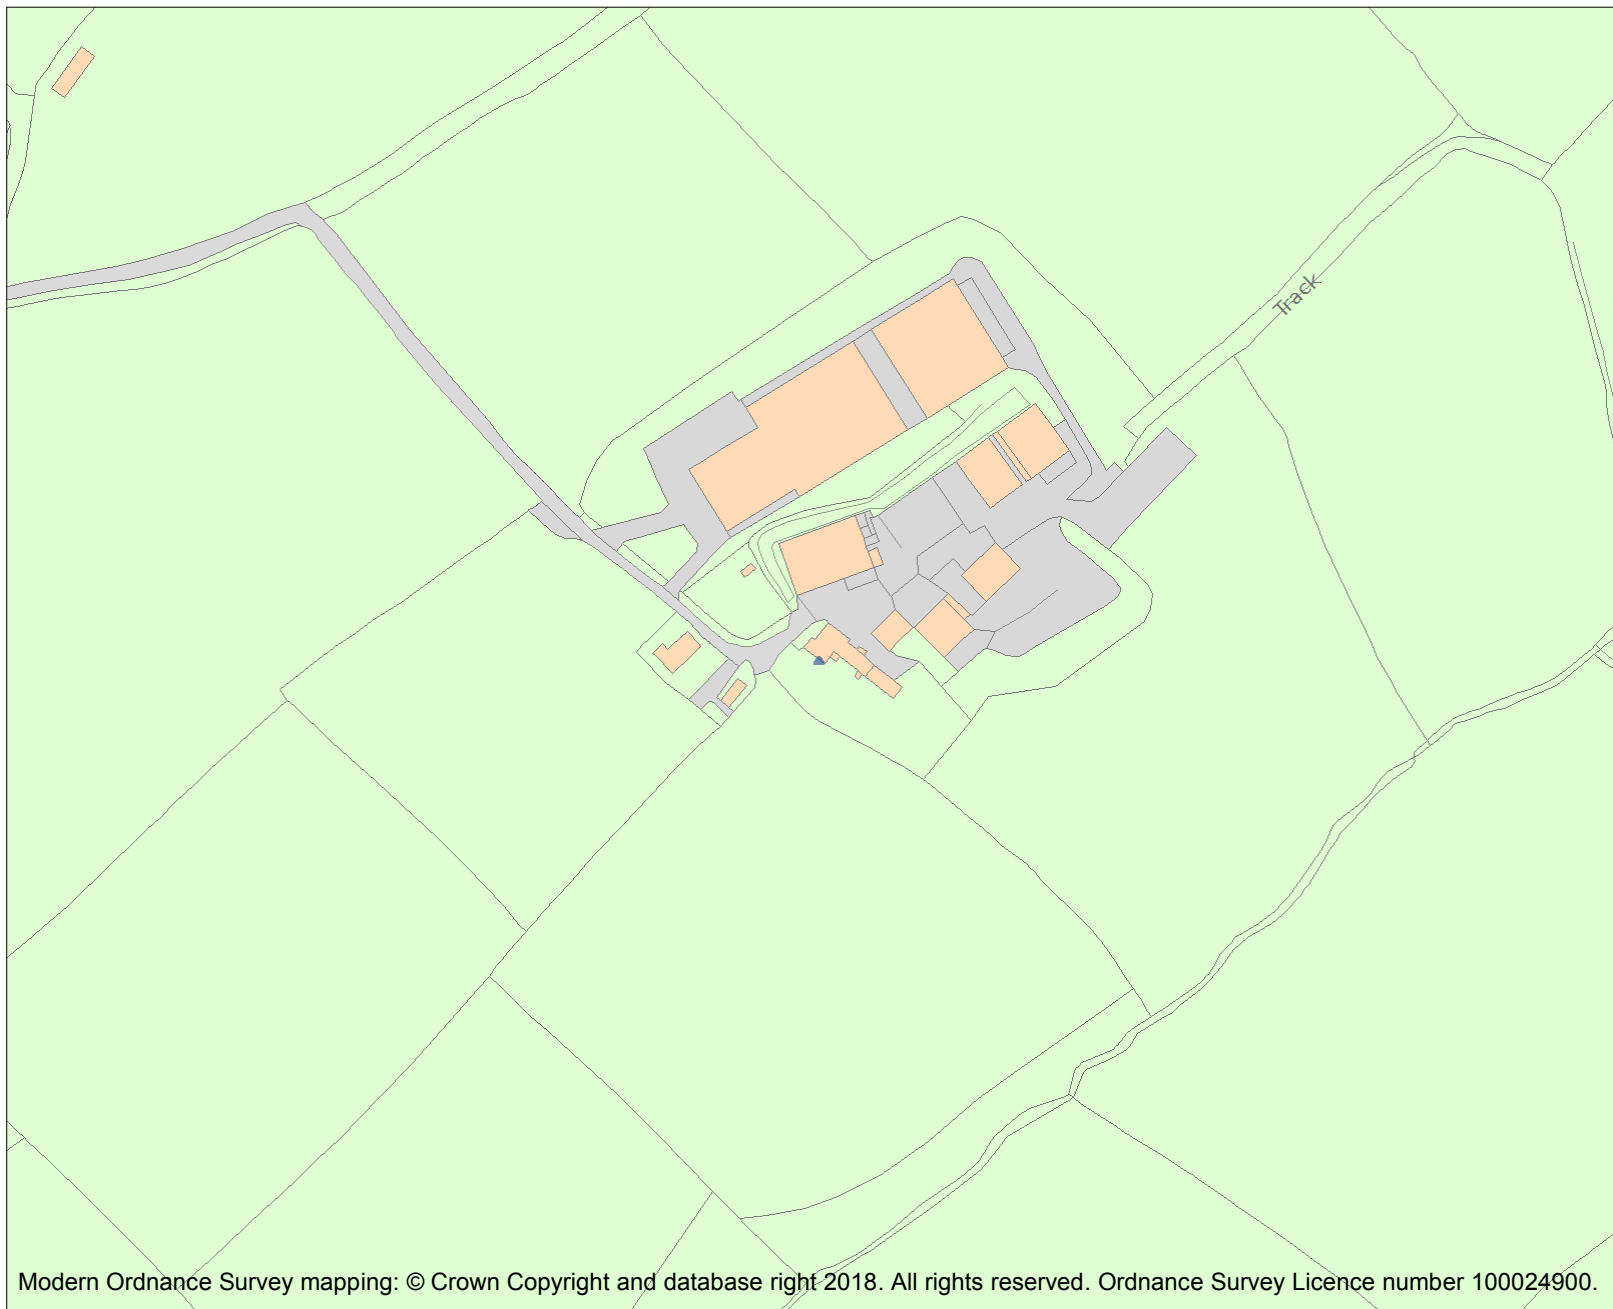 Track
Modern Ordnance Survey mapping: © Crown Copyright and database right 2018. All rights reserved. Ordnance Survey Licence number 100024900.